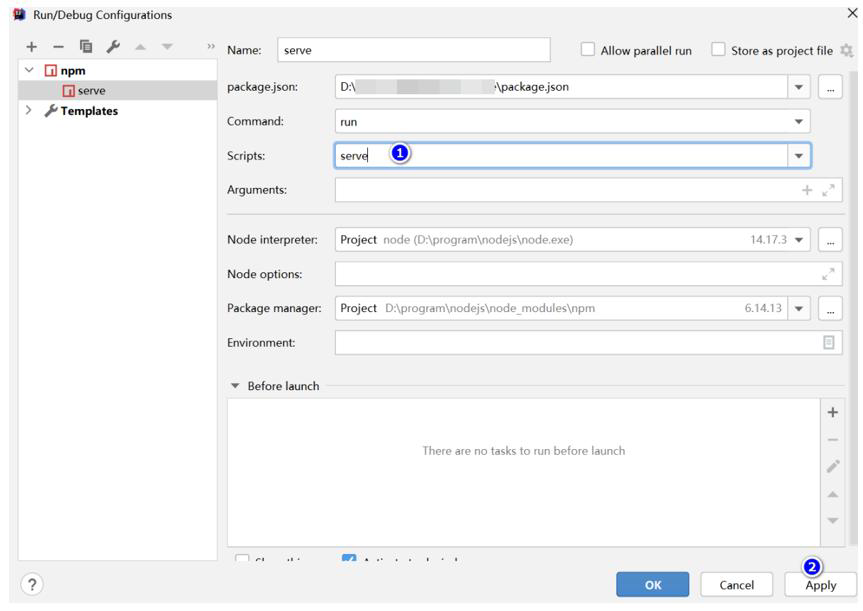 Run/Debug Configurations
Name: serve
Allow parallel run
Store as project file
npm
serve
Templates
package.json: D:\ \package.json
Command: run
Scripts: serve
1
Arguments:
Node interpreter: Project node (D:\program\nodejs\node.exe) 14.17.3
Node options:
Package manager: Project D:\program\nodejs\node_modules\npm 6.14.13
Environment:
Before launch
There are no tasks to run before launch
2
? OK Cancel Apply